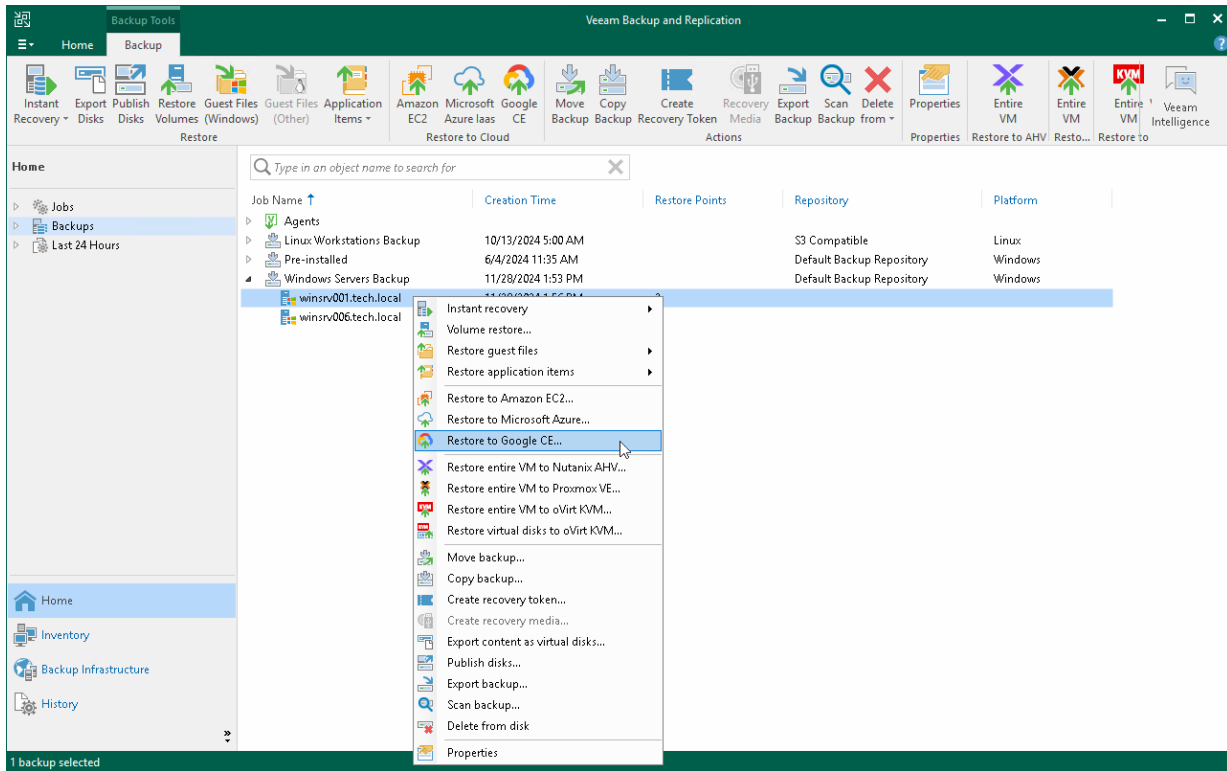 Backup Tools
Veeam Backup and Replication
Home Backup
Instant Recovery
Export Disks
Publish Disks
Restore Volumes
Guest Files (Windows)
Guest Files (Other)
Application Items
Amazon EC2
Microsoft Azure Iaas
Google CE
Move Backup
Copy Backup
Create Recovery Token
Recovery Media
Export Backup
Scan Backup
Delete from
Properties
Entire VM
Entire VM
Entire VM
Veeam Intelligence
Restore
Restore to Cloud
Actions
Properties
Restore to AHV
Resto...
Restore to
Home
Jobs
Backups
Last 24 Hours
Type in an object name to search for
Job Name Creation Time Restore Points Repository Platform
Agents
Linux Workstations Backup 10/13/2024 5:00 AM S3 Compatible Linux
Pre-installed 6/4/2024 11:35 AM Default Backup Repository Windows
Windows Servers Backup 11/28/2024 1:53 PM Default Backup Repository Windows
winsrv001.tech.local
winsrv006.tech.local
Instant recovery
Volume restore...
Restore guest files
Restore application items
Restore to Amazon EC2...
Restore to Microsoft Azure...
Restore to Google CE...
Restore entire VM to Nutanix AHV...
Restore entire VM to Proxmox VE...
Restore entire VM to oVirt KVM...
Restore virtual disks to oVirt KVM...
Move backup...
Copy backup...
Create recovery token...
Create recovery media...
Export content as virtual disks...
Publish disks...
Export backup...
Scan backup...
Delete from disk
Properties
Home
Inventory
Backup Infrastructure
History
1 backup selected